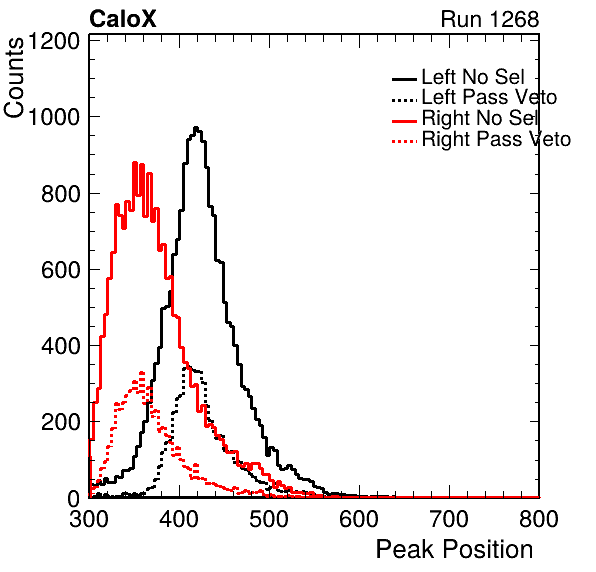 CaloX Run 1268
Counts
1200
1000
800
600
400
200
0
Left No Sel
Left Pass Veto
Right No Sel
Right Pass Veto
300 400 500 600 700 800
Peak Position